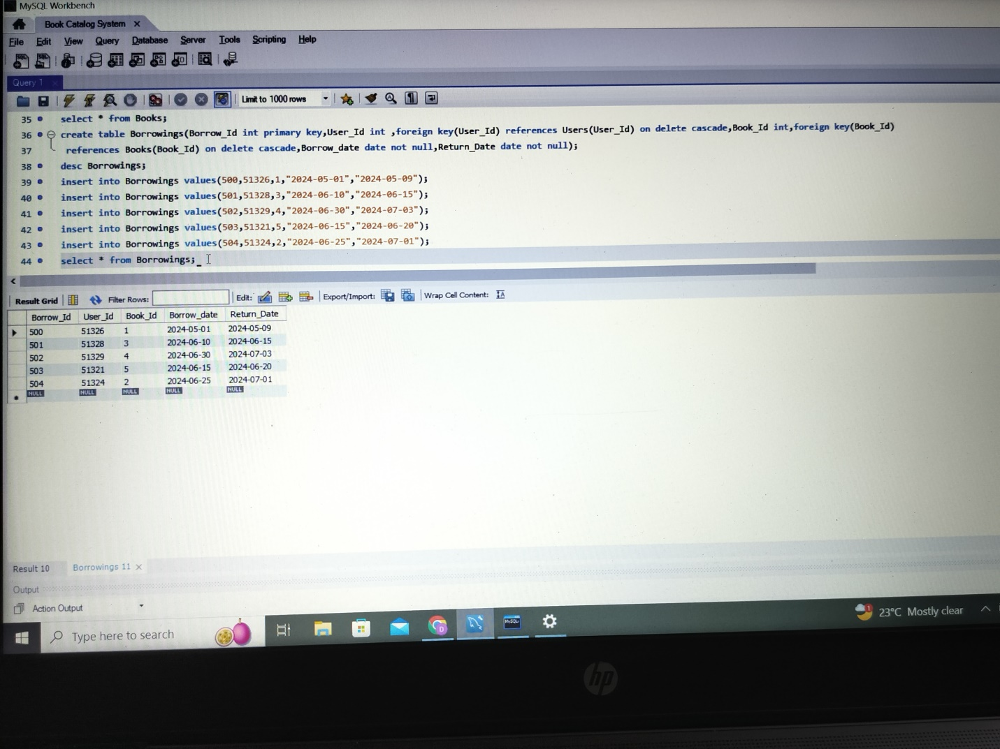 MySQL Workbench
Book Catalog System ×
File Edit View Query Database Server Tools Scripting Help
Query 1 ×
Limit to 1000 rows
35 select * from Books;
36 create table Borrowings(Borrow_Id int primary key,User_Id int ,foreign key(User_Id) references Users(User_Id) on delete cascade,Book_Id int,foreign key(Book_Id)
37 references Books(Book_Id) on delete cascade,Borrow_date date not null,Return_Date date not null);
38 desc Borrowings;
39 insert into Borrowings values(500,51326,1,"2024-05-01","2024-05-09");
40 insert into Borrowings values(501,51328,3,"2024-06-10","2024-06-15");
41 insert into Borrowings values(502,51329,4,"2024-06-30","2024-07-03");
42 insert into Borrowings values(503,51321,5,"2024-06-15","2024-06-20");
43 insert into Borrowings values(504,51324,2,"2024-06-25","2024-07-01");
44 select * from Borrowings;
Result Grid Filter Rows: Edit: Export/Import: Wrap Cell Content:
Borrow_Id User_Id Book_Id Borrow_date Return_Date
500 51326 1 2024-05-01 2024-05-09
501 51328 3 2024-06-10 2024-06-15
502 51329 4 2024-06-30 2024-07-03
503 51321 5 2024-06-15 2024-06-20
504 51324 2 2024-06-25 2024-07-01
NULL NULL NULL NULL NULL
Result 10 Borrowings 11 ×
Output
Action Output
Type here to search
23°C Mostly clear
hp